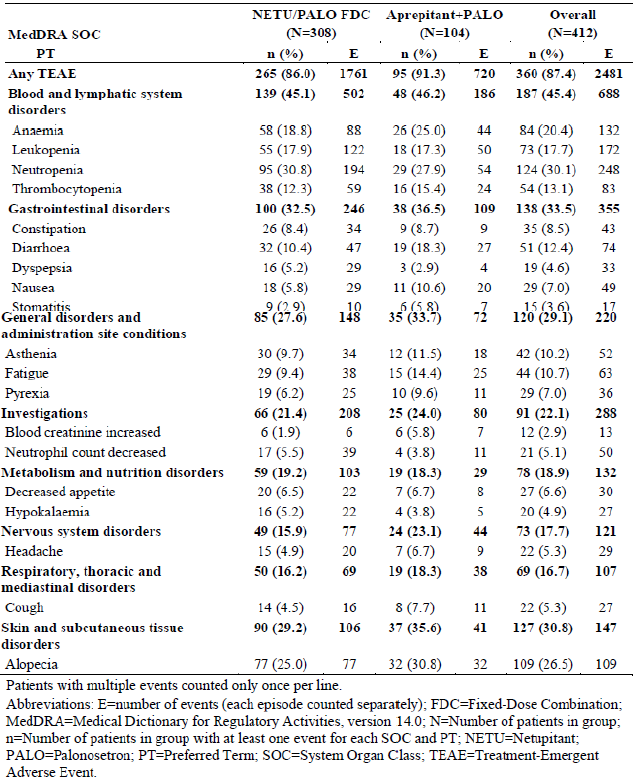 NETU/PALO FDC Aprepitant+PALO Overall
MedDRA SOC (N=308) (N=104) (N=412)
PT n (%) E n (%) E n (%) E
Any TEAE 265 (86.0) 1761 95 (91.3) 720 360 (87.4) 2481
Blood and lymphatic system 139 (45.1) 502 48 (46.2) 186 187 (45.4) 688
disorders
Anaemia 58 (18.8) 88 26 (25.0) 44 84 (20.4) 132
Leukopenia 55 (17.9) 122 18 (17.3) 50 73 (17.7) 172
Neutropenia 95 (30.8) 194 29 (27.9) 54 124 (30.1) 248
Thrombocytopenia 38 (12.3) 59 16 (15.4) 24 54 (13.1) 83
Gastrointestinal disorders 100 (32.5) 246 38 (36.5) 109 138 (33.5) 355
Constipation 26 (8.4) 34 9 (8.7) 9 35 (8.5) 43
Diarrhoea 32 (10.4) 47 19 (18.3) 27 51 (12.4) 74
Dyspepsia 16 (5.2) 29 3 (2.9) 4 19 (4.6) 33
Nausea 18 (5.8) 29 11 (10.6) 20 29 (7.0) 49
Stomatitis 9 (2.9) 10 6 (5.8) 7 15 (3.6) 17
General disorders and 85 (27.6) 148 35 (33.7) 72 120 (29.1) 220
administration site conditions
Asthenia 30 (9.7) 34 12 (11.5) 18 42 (10.2) 52
Fatigue 29 (9.4) 38 15 (14.4) 25 44 (10.7) 63
Pyrexia 19 (6.2) 25 10 (9.6) 11 29 (7.0) 36
Investigations 66 (21.4) 208 25 (24.0) 80 91 (22.1) 288
Blood creatinine increased 6 (1.9) 6 6 (5.8) 7 12 (2.9) 13
Neutrophil count decreased 17 (5.5) 39 4 (3.8) 11 21 (5.1) 50
Metabolism and nutrition disorders 59 (19.2) 103 19 (18.3) 29 78 (18.9) 132
Decreased appetite 20 (6.5) 22 7 (6.7) 8 27 (6.6) 30
Hypokalaemia 16 (5.2) 22 4 (3.8) 5 20 (4.9) 27
Nervous system disorders 49 (15.9) 77 24 (23.1) 44 73 (17.7) 121
Headache 15 (4.9) 20 7 (6.7) 9 22 (5.3) 29
Respiratory, thoracic and 50 (16.2) 69 19 (18.3) 38 69 (16.7) 107
mediastinal disorders
Cough 14 (4.5) 16 8 (7.7) 11 22 (5.3) 27
Skin and subcutaneous tissue 90 (29.2) 106 37 (35.6) 41 127 (30.8) 147
disorders
Alopecia 77 (25.0) 77 32 (30.8) 32 109 (26.5) 109
Patients with multiple events counted only once per line.
Abbreviations: E=number of events (each episode counted separately); FDC=Fixed-Dose Combination;
MedDRA=Medical Dictionary for Regulatory Activities, version 14.0; N=Number of patients in group;
n=Number of patients in group with at least one event for each SOC and PT; NETU=Netupitant;
PALO=Palonosetron; PT=Preferred Term; SOC=System Organ Class; TEAE=Treatment-Emergent
Adverse Event.